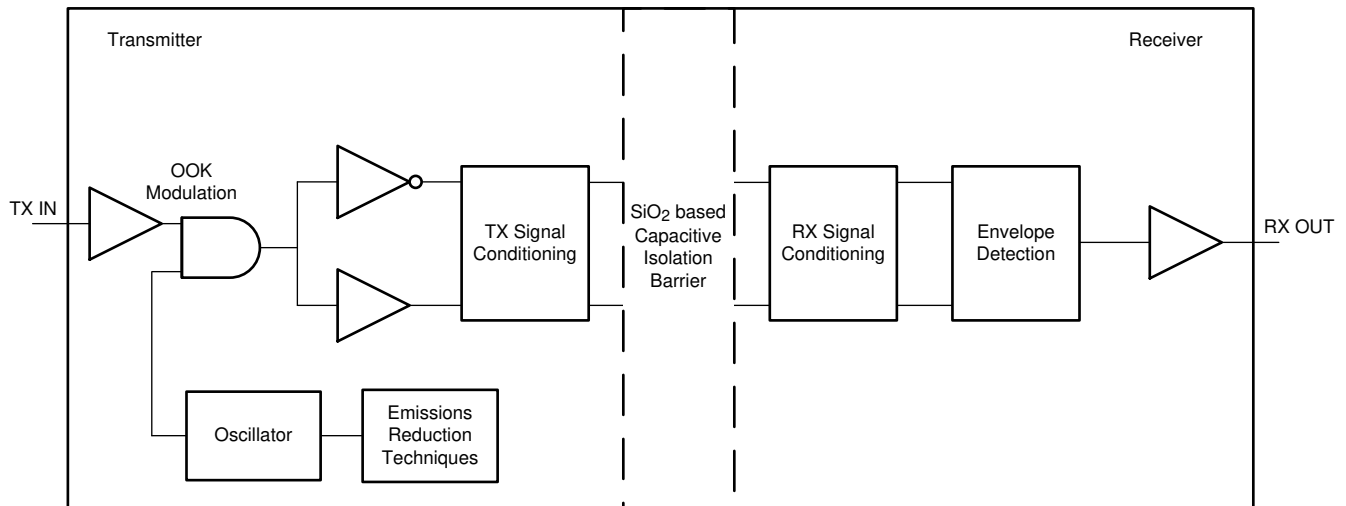 Transmitter
Receiver
OOK
Modulation
TX IN
TX Signal
Conditioning
SiO2 based
Capacitive
Isolation
Barrier
RX Signal
Conditioning
Envelope
Detection
RX OUT
Oscillator
Emissions
Reduction
Techniques